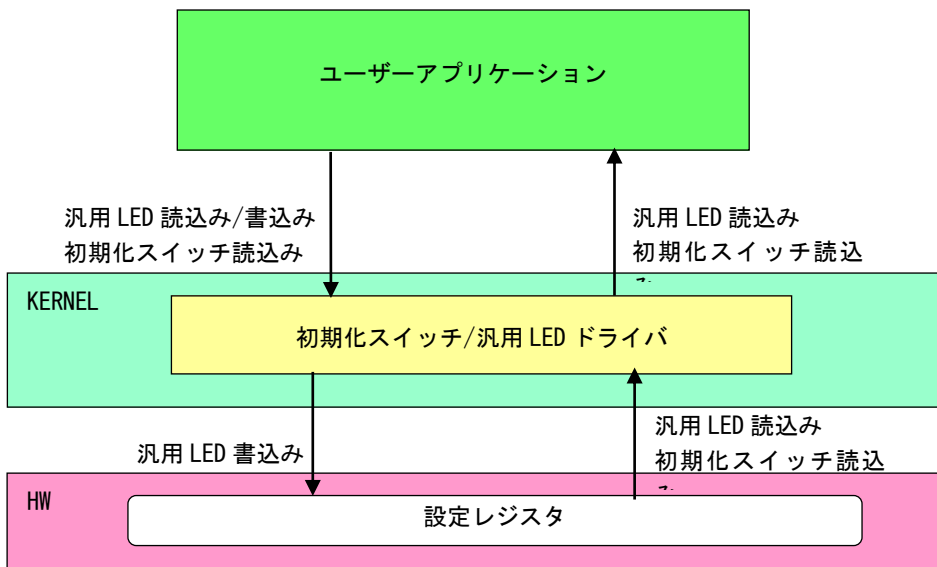 ユーザーアプリケーション
汎用 LED 読込み/書込み
初期化スイッチ読込み
汎用 LED 読込み
初期化スイッチ読込
KERNEL
初期化スイッチ/汎用 LED ドライバ
汎用 LED 書込み
汎用 LED 読込み
初期化スイッチ読込
HW
設定レジスタ